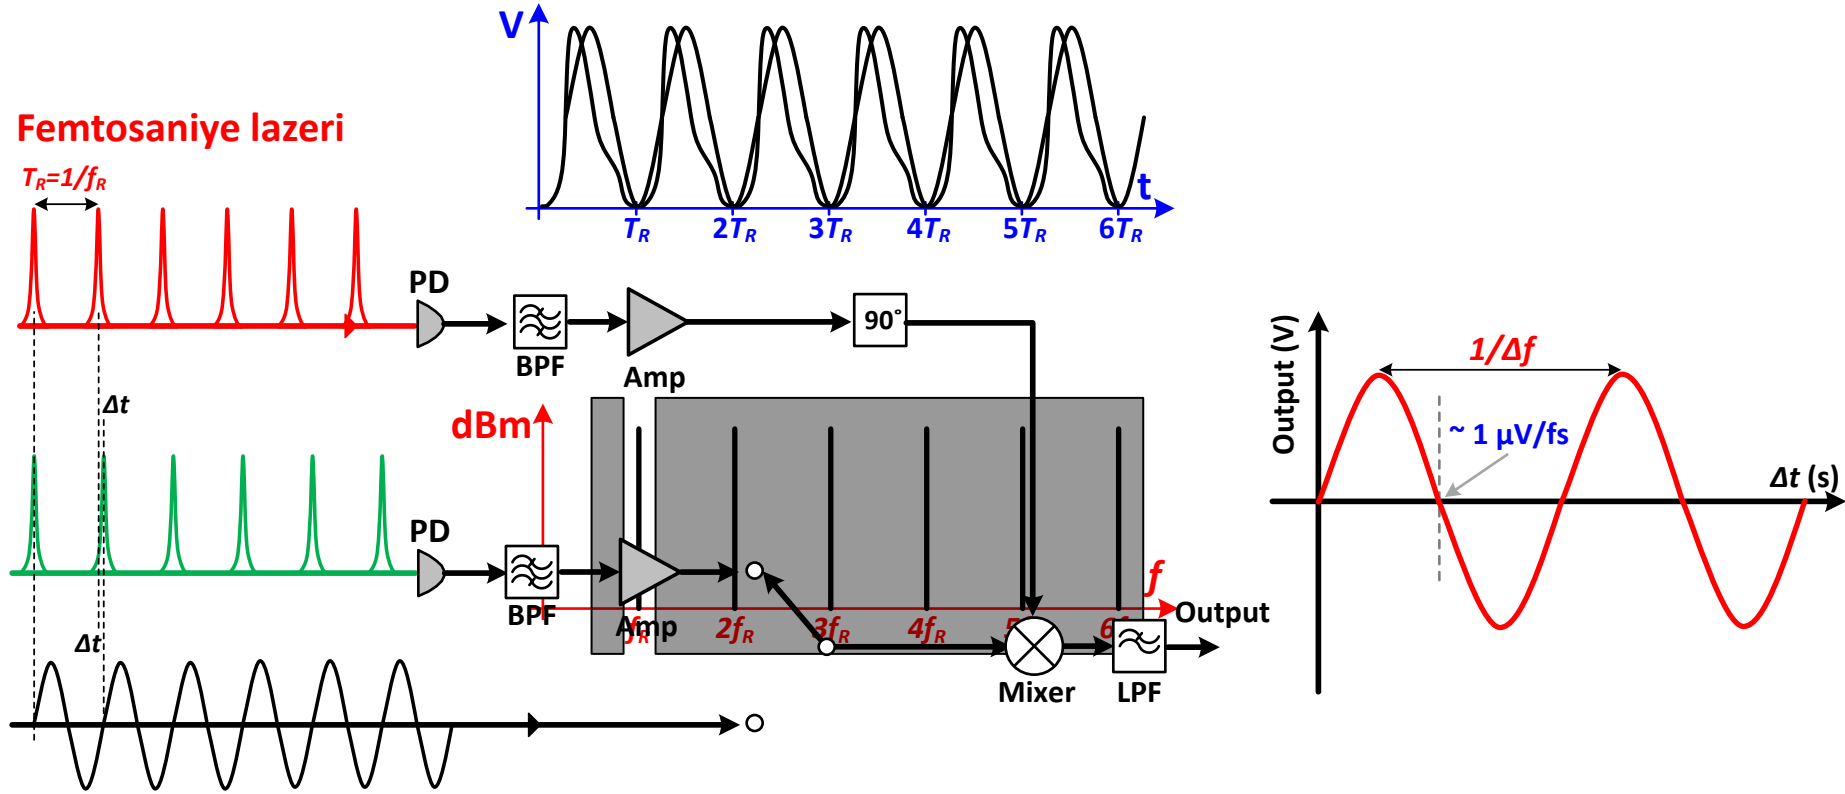 V
t
T_R
2T_R
3T_R
4T_R
5T_R
6T_R
Femtosaniye lazeri
T_R=1/f_R
PD
BPF
Amp
90°
Δt
dBm
PD
BPF
Amp
f_R
2f_R
3f_R
4f_R
f
Output
Mixer
LPF
Δt
Output (V)
1/Δf
~ 1 µV/fs
Δt (s)